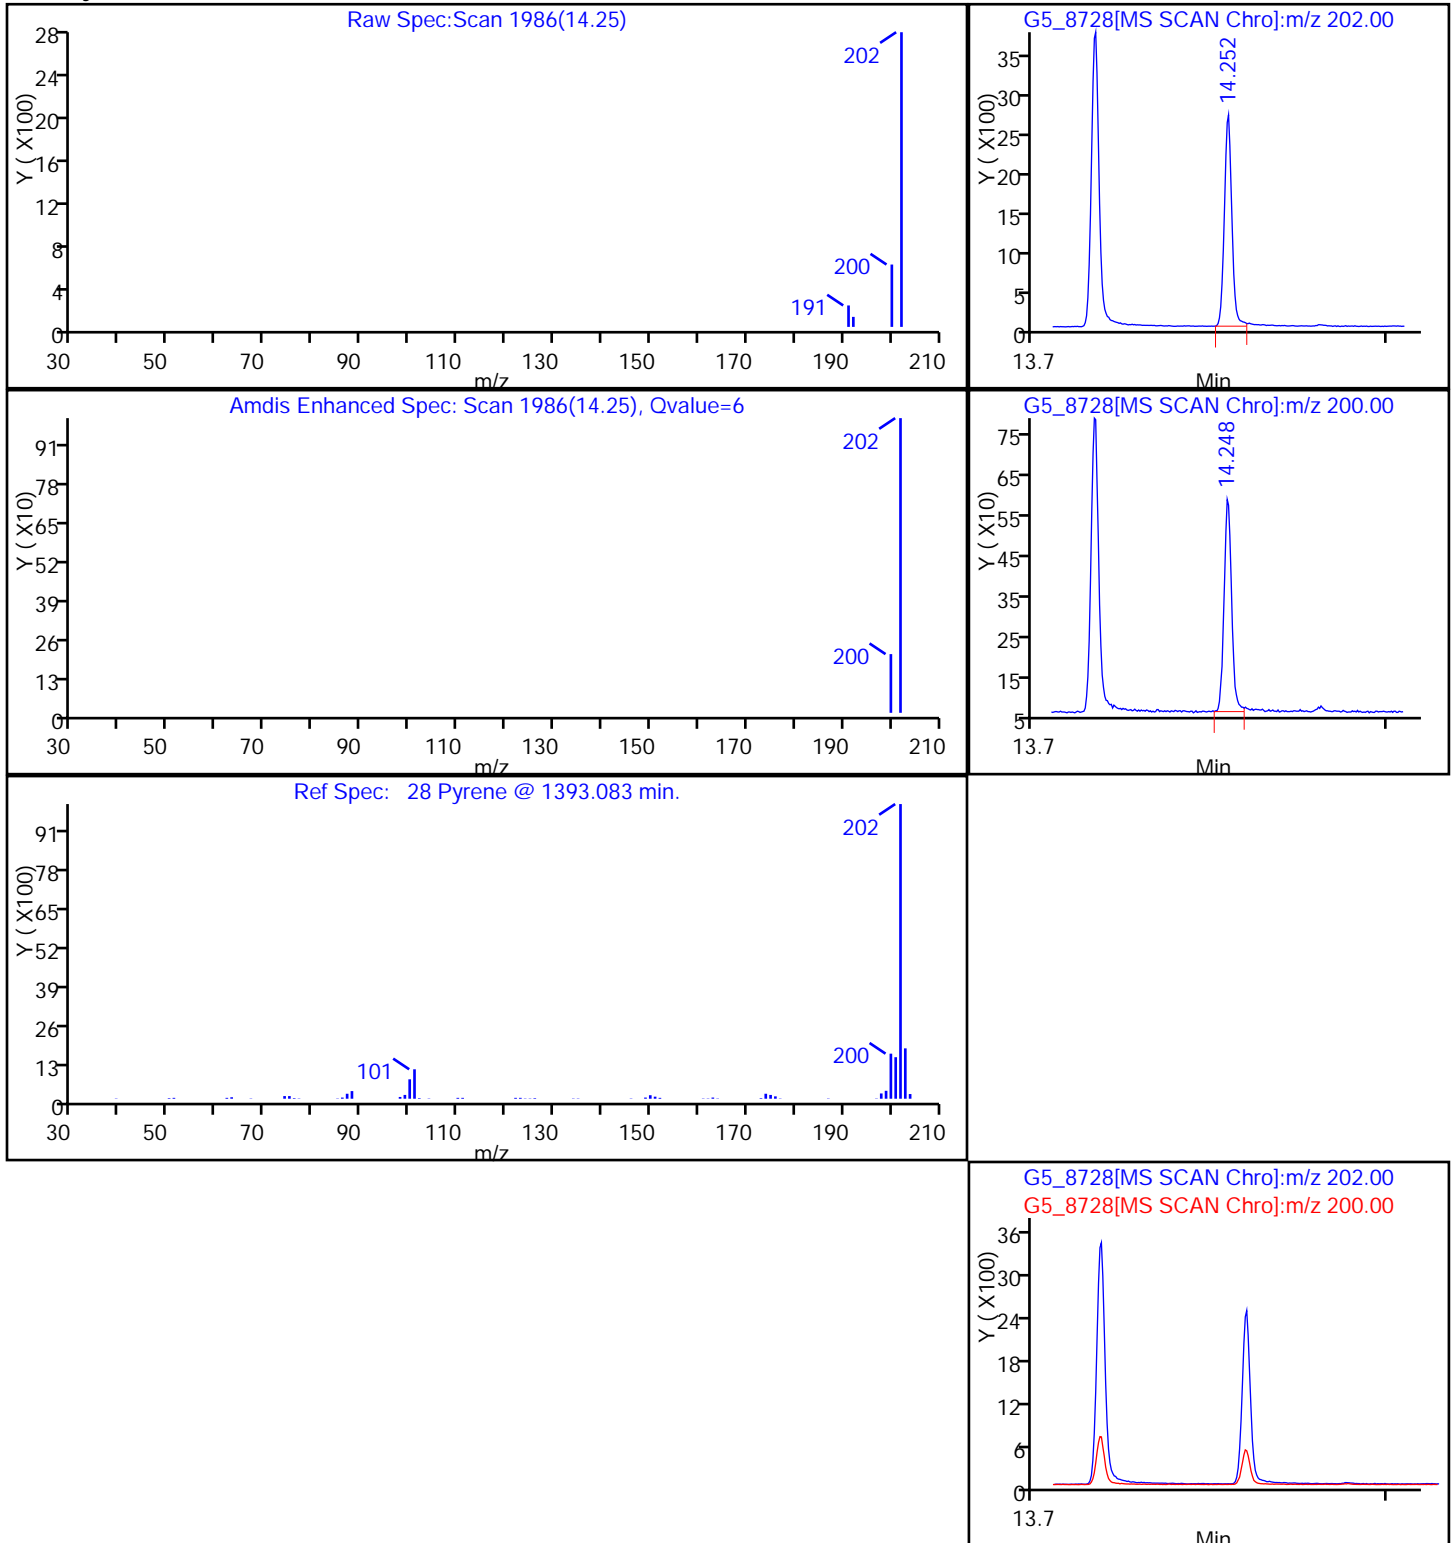 Raw Spec:Scan 1986(14.25)
Y ( X100)
28
24
20
16
12
8
4
0
202
200
191
30 50 70 90 110 130 150 170 190 210
m/z
G5_8728[MS SCAN Chro]:m/z 202.00
Y ( X100)
35
30
25
20
15
10
5
0
14.252
13.7
Min
Amdis Enhanced Spec: Scan 1986(14.25), Qvalue=6
Y ( X10)
91
78
65
52
39
26
13
0
202
200
30 50 70 90 110 130 150 170 190 210
m/z
G5_8728[MS SCAN Chro]:m/z 200.00
Y ( X10)
75
65
55
45
35
25
15
5
14.248
13.7
Min
Ref Spec: 28 Pyrene @ 1393.083 min.
Y ( X100)
91
78
65
52
39
26
13
0
202
200
101
30 50 70 90 110 130 150 170 190 210
m/z
G5_8728[MS SCAN Chro]:m/z 202.00
G5_8728[MS SCAN Chro]:m/z 200.00
Y ( X100)
36
30
24
18
12
6
0
13.7
Min